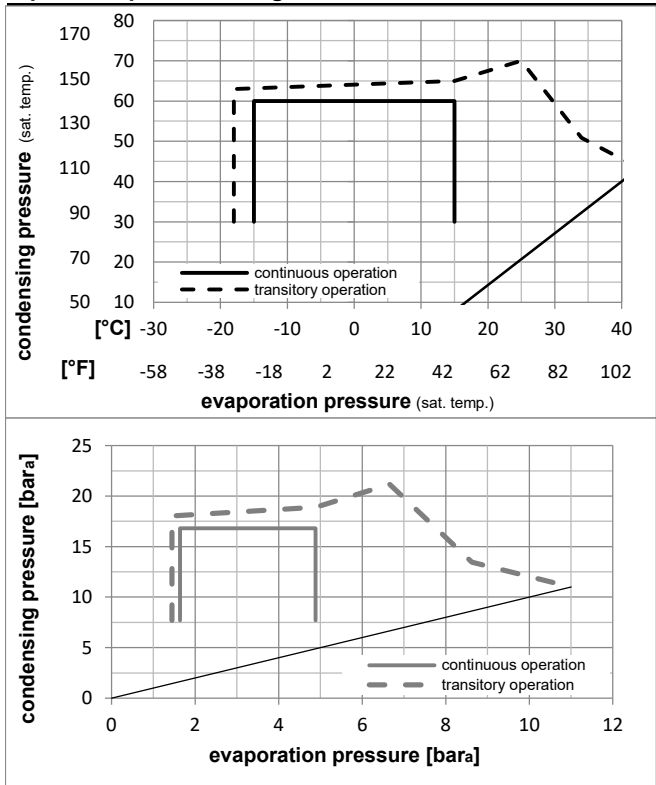 170 80
150 70
130 60
50
110 40
90 30
70 20
50 10
condensing pressure (sat. temp.)
continuous operation
transitory operation
[°C] -30 -20 -10 0 10 20 30 40
[°F] -58 -38 -18 2 22 42 62 82 102
evaporation pressure (sat. temp.)
25
20
15
10
5
0
condensing pressure [bara]
continuous operation
transitory operation
0 2 4 6 8 10 12
evaporation pressure [bara]